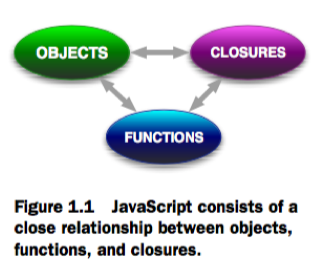 OBJECTS
CLOSURES
FUNCTIONS
Figure 1.1 JavaScript consists of a
close relationship between objects,
functions, and closures.